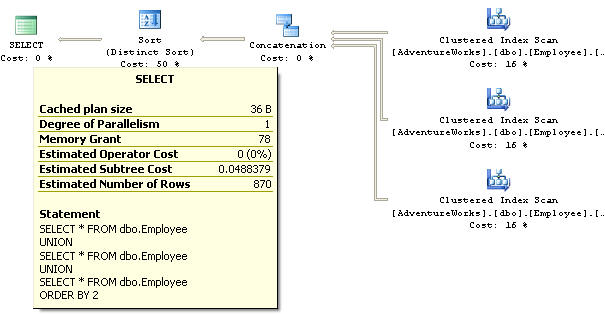 SELECT
Cost: 0 %
Sort
(Distinct Sort)
Cost: 50 %
Concatenation
Cost: 0 %
Clustered Index Scan
[AdventureWorks].[dbo].[Employee].[…
Cost: 16 %
Clustered Index Scan
[AdventureWorks].[dbo].[Employee].[…
Cost: 16 %
Clustered Index Scan
[AdventureWorks].[dbo].[Employee].[…
Cost: 16 %
SELECT
Cached plan size 36 B
Degree of Parallelism 1
Memory Grant 78
Estimated Operator Cost 0 (0%)
Estimated Subtree Cost 0.0488379
Estimated Number of Rows 870
Statement
SELECT * FROM dbo.Employee
UNION
SELECT * FROM dbo.Employee
UNION
SELECT * FROM dbo.Employee
ORDER BY 2